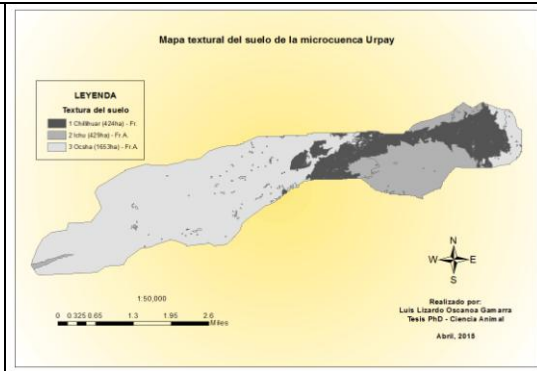 Mapa textural del suelo de la microcuenca Urpay
LEYENDA
Textura del suelo
1 Chillihuar (424ha) - Fr.
2 Ichu (429ha) - Fr.A.
3 Ocsha (1653ha) - Fr.A.
N
W E
S
1:50,000
0 0.325 0.65 1.3 1.95 2.6
Miles
Realizado por:
Luis Lizardo Oscanoa Gamarra
Tesis PhD - Ciencia Animal
Abril, 2015